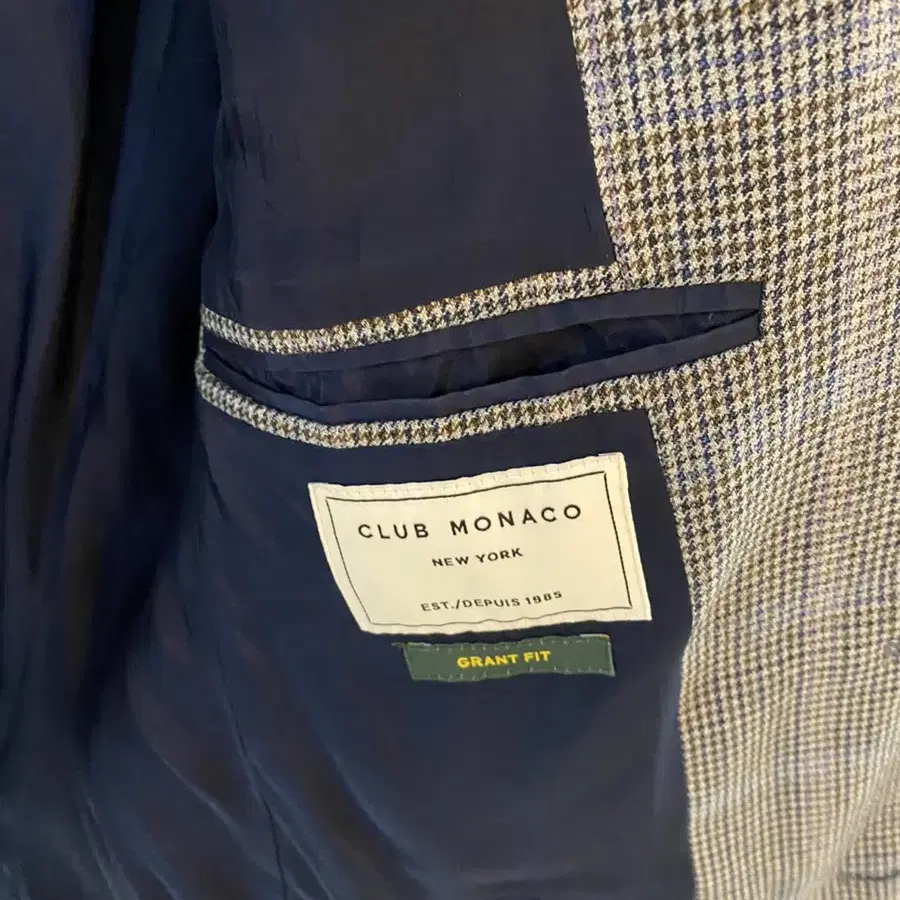 CLUB MONACO
NEW YORK
EST./DEPUIS 1985
GRANT FIT